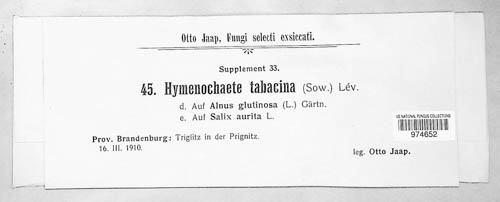 Otto Jaap, Fungi selecti exsiccati.
Supplement 33.
45. Hymenochaete tabacina (Sow.) Lév.
d. Auf Alnus glutinosa (L.) Gärtn.
e. Auf Salix aurita L.
Prov. Brandenburg: Triglitz in der Prignitz.
16. III. 1910.
leg. Otto Jaap.
US NATIONAL FUNGUS COLLECTIONS
974652